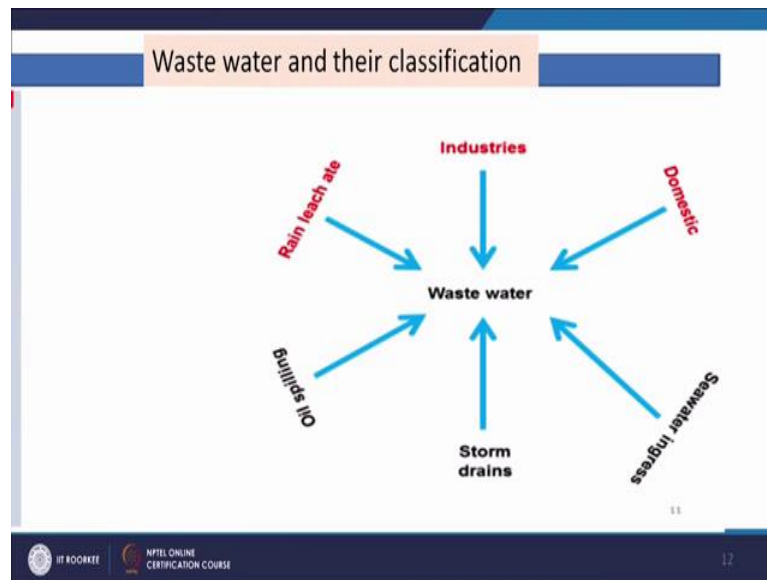 Waste water and their classification
Industries
Rain leach ate
Domestic
Waste water
Oil spilling
Storm
drains
Seawater ingress
11
IIT ROORKEE
NPTEL ONLINE
CERTIFICATION COURSE
12